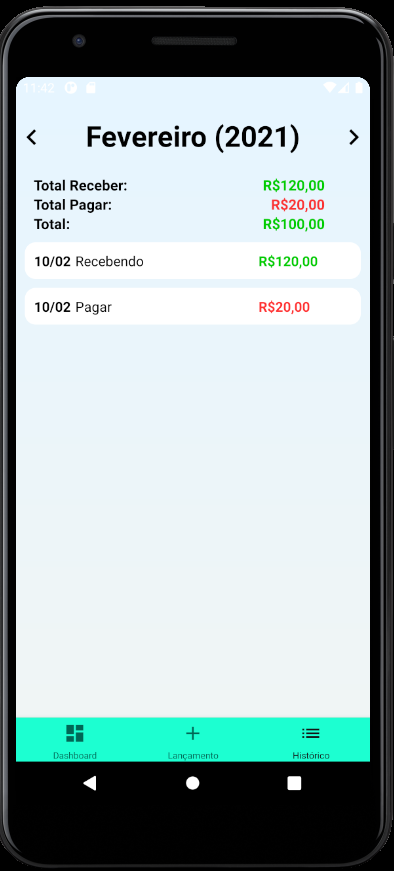 11:42
Fevereiro (2021)
Total Receber: R$120,00
Total Pagar: R$20,00
Total: R$100,00
10/02 Recebendo R$120,00
10/02 Pagar R$20,00
Dashboard Lançamento Histórico